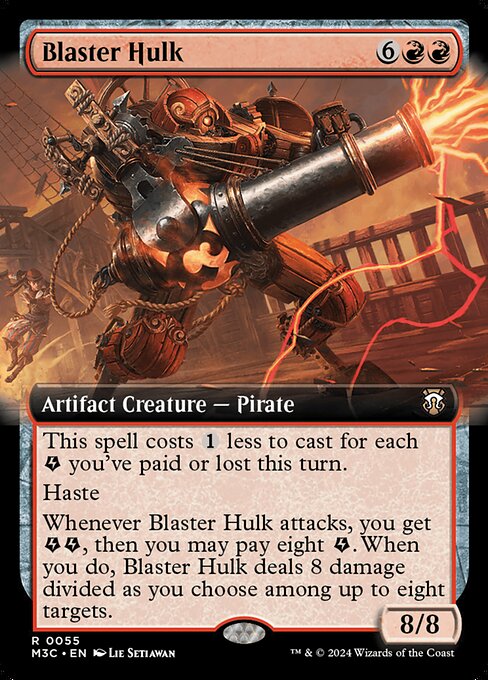 Blaster Hulk 6
Artifact Creature — Pirate
This spell costs 1 less to cast for each
you've paid or lost this turn.
Haste
Whenever Blaster Hulk attacks, you get
, then you may pay eight . When
you do, Blaster Hulk deals 8 damage
divided as you choose among up to eight
targets.
8/8
R 0055
M3C • EN Lie Setiawan
™ & © 2024 Wizards of the Coast